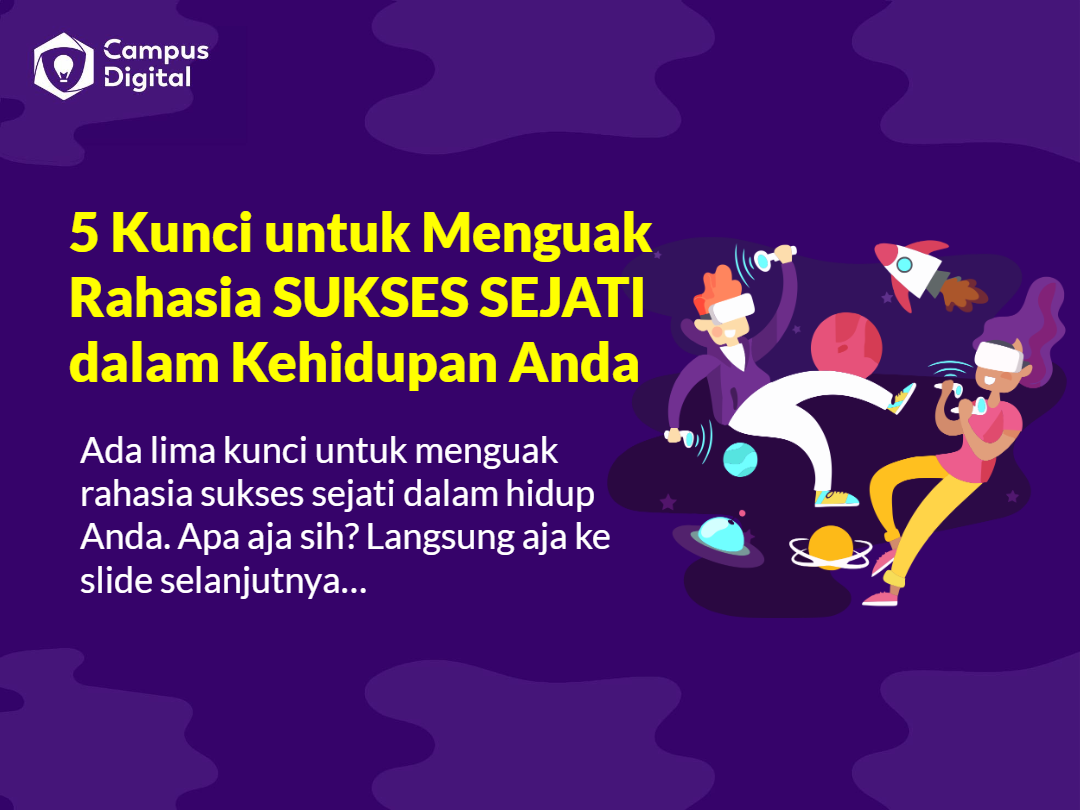 Campus
Digital
5 Kunci untuk Menguak
Rahasia SUKSES SEJATI
dalam Kehidupan Anda
Ada lima kunci untuk menguak
rahasia sukses sejati dalam hidup
Anda. Apa aja sih? Langsung aja ke
slide selanjutnya...